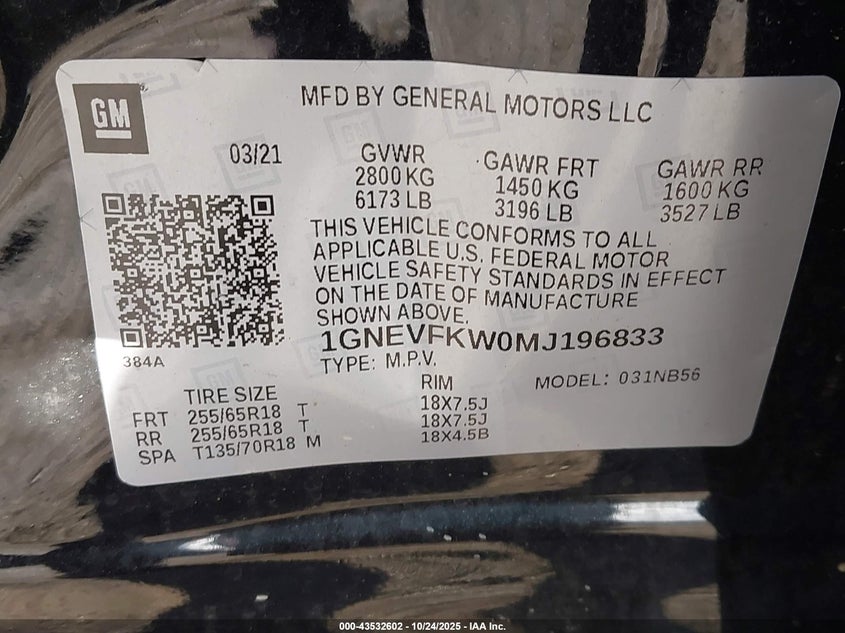 GM
MFD BY GENERAL MOTORS LLC
03/21
GVWR
2800 KG
6173 LB
GAWR FRT
1450 KG
3196 LB
GAWR RR
1600 KG
3527 LB
THIS VEHICLE CONFORMS TO ALL
APPLICABLE U.S. FEDERAL MOTOR
VEHICLE SAFETY STANDARDS IN EFFECT
ON THE DATE OF MANUFACTURE
SHOWN ABOVE.
384A
1GNEVFKW0MJ196833
TYPE: M.P.V.
MODEL: 031NB56
TIRE SIZE RIM
FRT 255/65R18 T 18X7.5J
RR 255/65R18 T 18X7.5J
SPA T135/70R18 M 18X4.5B
000-43532602 - 10/24/2025 - IAA Inc.